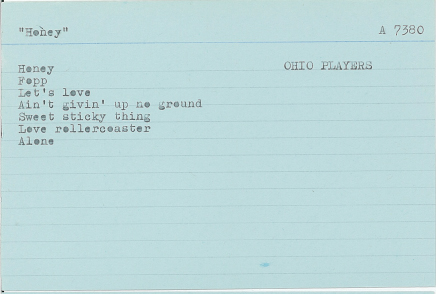 "Honey" A 7380
Honey OHIO PLAYERS
Fopp
Let's love
Ain't givin' up no ground
Sweet sticky thing
Love rollercoaster
Alone